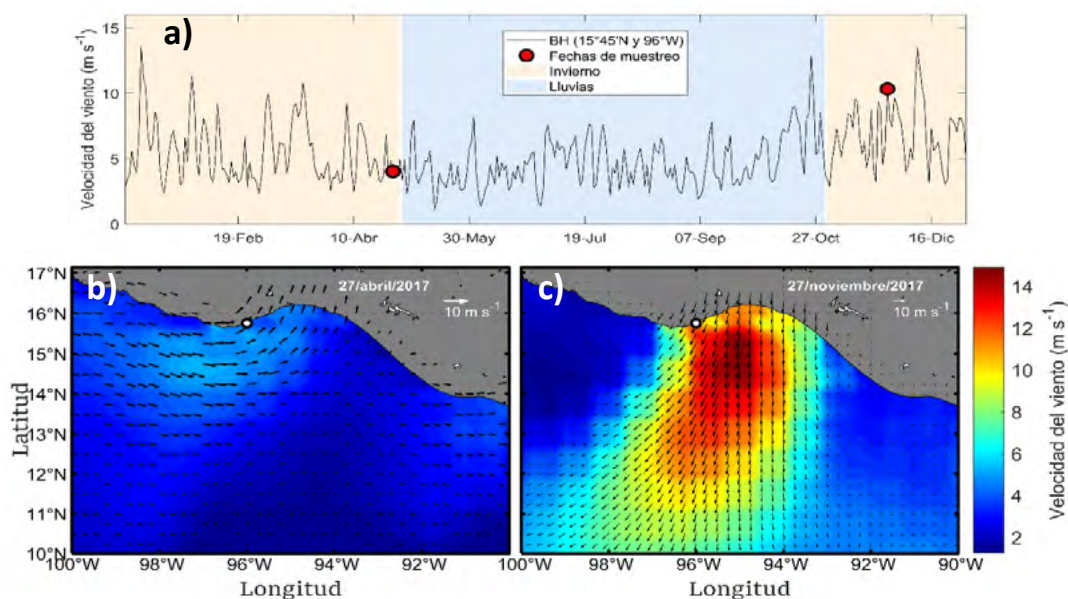 a)
Velocidad del viento (m s⁻¹)
15
10
5
0
BH (15°45'N y 96°W)
Fechas de muestreo
Invierno
Lluvias
19-Feb
10-Abr
30-May
19-Jul
07-Sep
27-Oct
16-Dic
b)
27/abril/2017
10 m s⁻¹
c)
27/noviembre/2017
10 m s⁻¹
Latitud
17°N
16°N
15°N
14°N
13°N
12°N
11°N
10°N
100°W
98°W
96°W
94°W
92°W
100°W
98°W
96°W
94°W
92°W
90°W
Longitud
Longitud
14
12
10
8
6
4
2
Velocidad del viento (m s⁻¹)